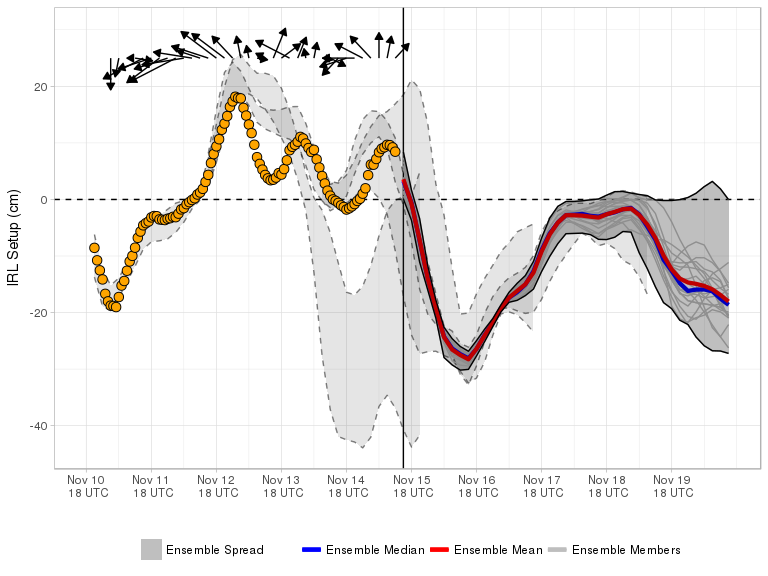 IRL Setup (cm)
20
0
-20
-40
Nov 10 Nov 11 Nov 12 Nov 13 Nov 14 Nov 15 Nov 16 Nov 17 Nov 18 Nov 19
18 UTC 18 UTC 18 UTC 18 UTC 18 UTC 18 UTC 18 UTC 18 UTC 18 UTC 18 UTC
Ensemble Spread Ensemble Median Ensemble Mean Ensemble Members